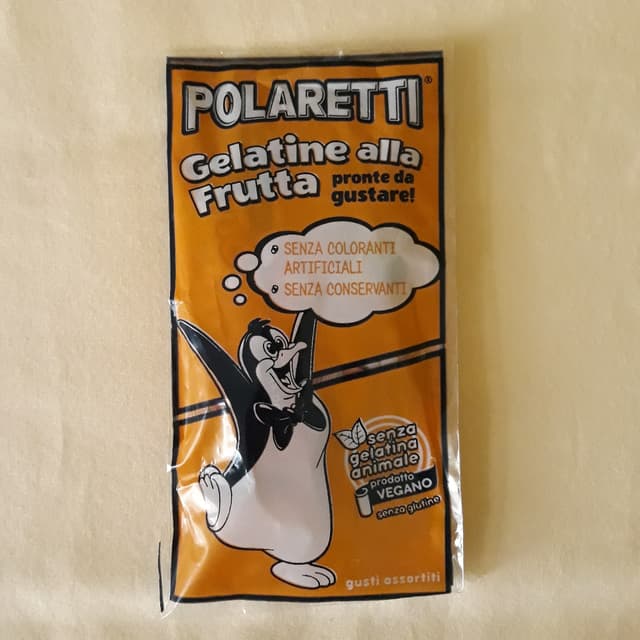 POLARETTI®
Gelatine alla
Frutta pronte da
gustare!
SENZA COLORANTI
ARTIFICIALI
SENZA CONSERVANTI
senza
gelatina
animale
prodotto
VEGANO
senza glutine
gusti assortiti